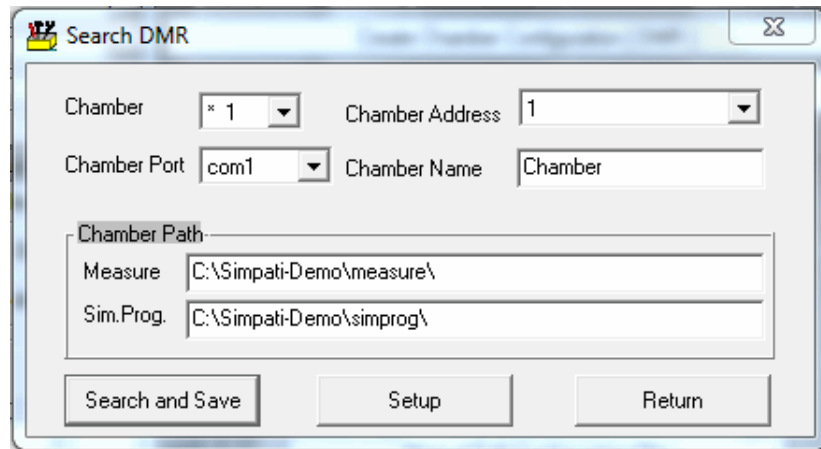 Search DMR
Chamber * 1 Chamber Address 1
Chamber Port com1 Chamber Name Chamber
Chamber Path
Measure C:\Simpati-Demo\measure\
Sim.Prog. C:\Simpati-Demo\simprog\
Search and Save Setup Return